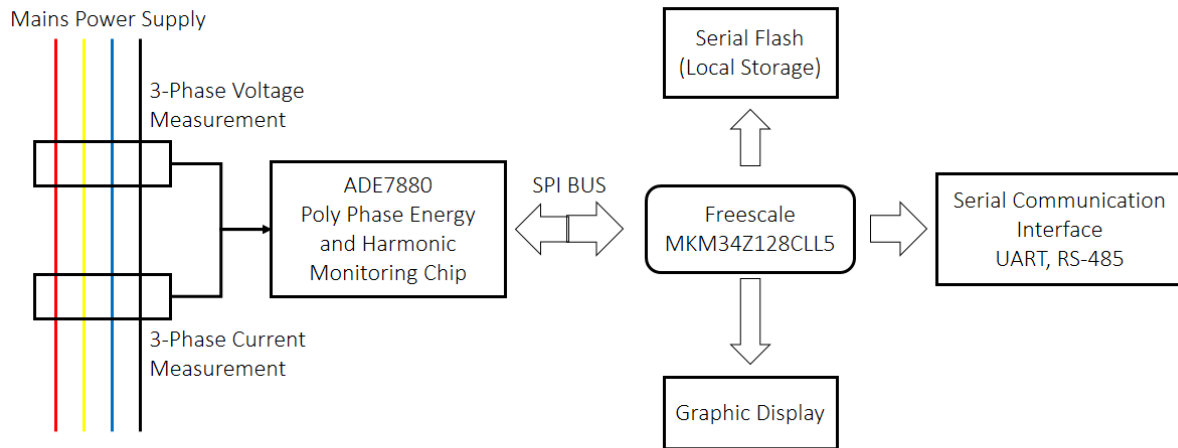 Mains Power Supply
3-Phase Voltage
Measurement
3-Phase Current
Measurement
ADE7880
Poly Phase Energy
and Harmonic
Monitoring Chip
SPI BUS
Serial Flash
(Local Storage)
Freescale
MKM34Z128CLL5
Serial Communication
Interface
UART, RS-485
Graphic Display